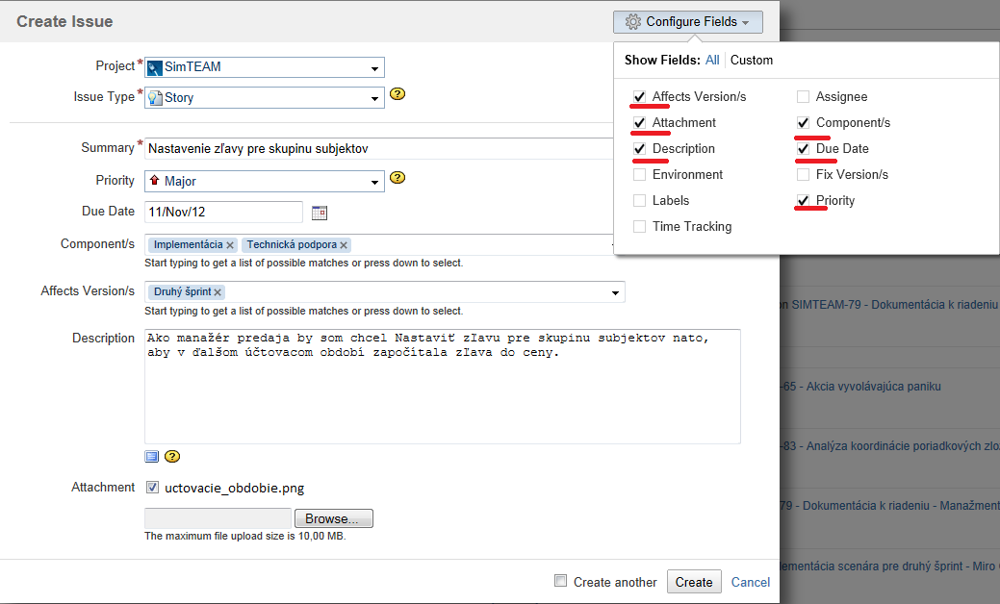 Create Issue
Configure Fields
Show Fields: All Custom
Affects Version/s
Assignee
Attachment
Component/s
Description
Due Date
Environment
Fix Version/s
Labels
Priority
Time Tracking
Project* SimTEAM
Issue Type* Story ?
Summary* Nastavenie zľavy pre skupinu subjektov
Priority Major ?
Due Date 11/Nov/12
Component/s Implementácia × Technická podpora ×
Start typing to get a list of possible matches or press down to select.
Affects Version/s Druhý šprint ×
Start typing to get a list of possible matches or press down to select.
Description Ako manažér predaja by som chcel Nastaviť zľavu pre skupinu subjektov nato,
aby v ďalšom účtovacom období započítala zľava do ceny.
?
Attachment uctovacie_obdobie.png
Browse...
The maximum file upload size is 10,00 MB.
Create another Create Cancel
SIMTEAM-79 - Dokumentácia k riadeniu
-65 - Akcia vyvolávajúca paniku
-83 - Analýza koordinácie poriadkových
79 - Dokumentácia k riadeniu - Manažment
scenára pre druhý šprint - Miro